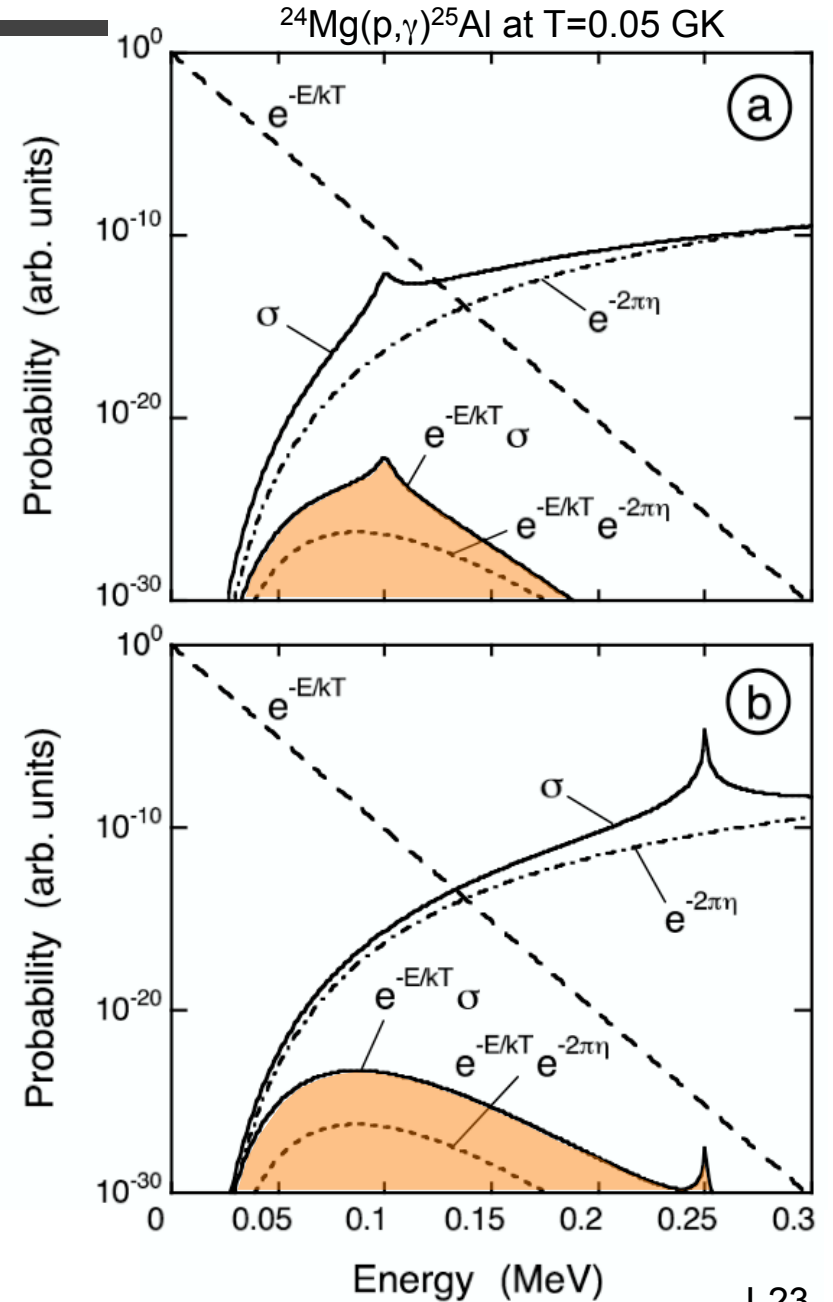 ²⁴Mg(p,γ)²⁵Al at T=0.05 GK
10⁰
e⁻ᴱ/ᵏᵀ
a
10⁻¹⁰
σ
e^-2πη
10⁻²⁰
e^-E/kT σ
e^-E/kT e^-2πη
10⁻³⁰
Probability (arb. units)
10⁰
e^-E/kT
b
σ
10⁻¹⁰
e^-2πη
10⁻²⁰
e^-E/kT σ
e^-E/kT e^-2πη
10⁻³⁰
Probability (arb. units)
0 0.05 0.1 0.15 0.2 0.25 0.3
Energy (MeV)